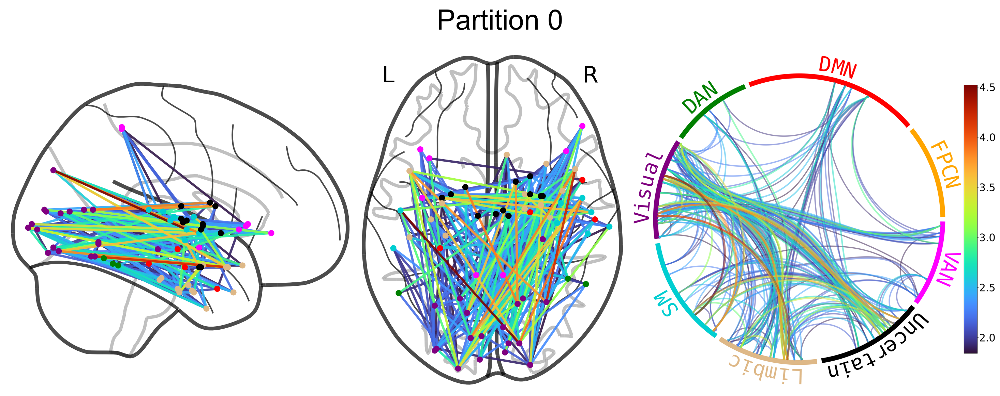 Partition 0
L
R
DMN
DAN
FPCN
Visual
VAN
SM
Uncertain
Limbic
4.5
4.0
3.5
3.0
2.5
2.0